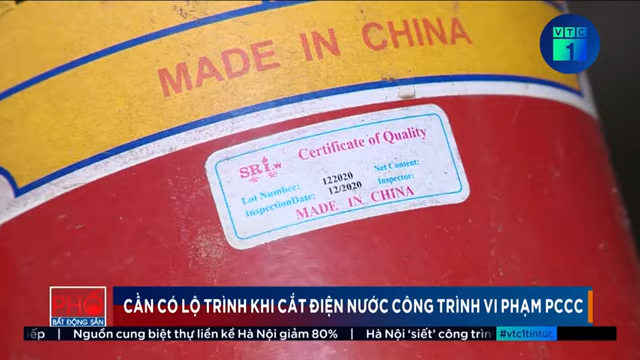 MADE IN CHINA
VTC
1
Certificate of Quality
SRI
Lot Number: 122020 Net Content:
InspectionDate: 12/2020 Inspector:
MADE IN CHINA
PHỐ
BẤT ĐỘNG SẢN
CẦN CÓ LỘ TRÌNH KHI CẮT ĐIỆN NƯỚC CÔNG TRÌNH VI PHẠM PCCC
iếp | Nguồn cung biệt thự liền kề Hà Nội giảm 80% | Hà Nội 'siết' công trìn #vtc1tintuc